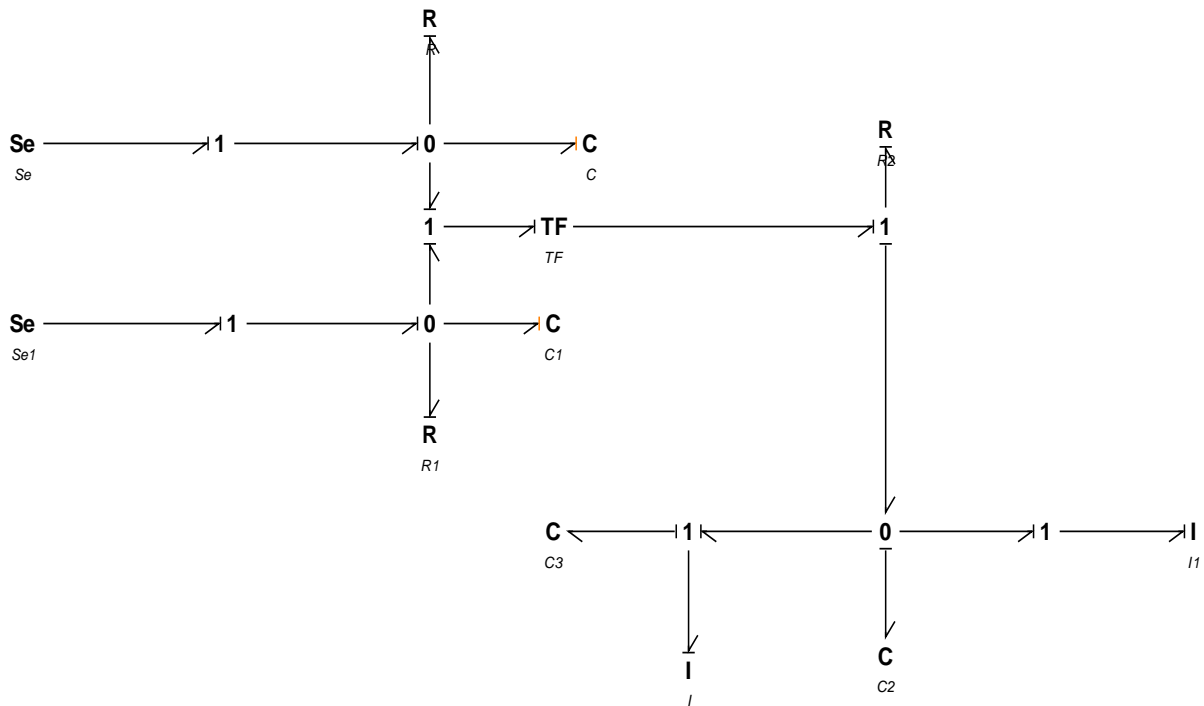 R
R
Se 1 0 C
Se C
R
R2
1 TF 1
TF
Se 1 0 C
Se1 C1
R
R1
C 1 0 1 I
C3 I1
C
I C2
I